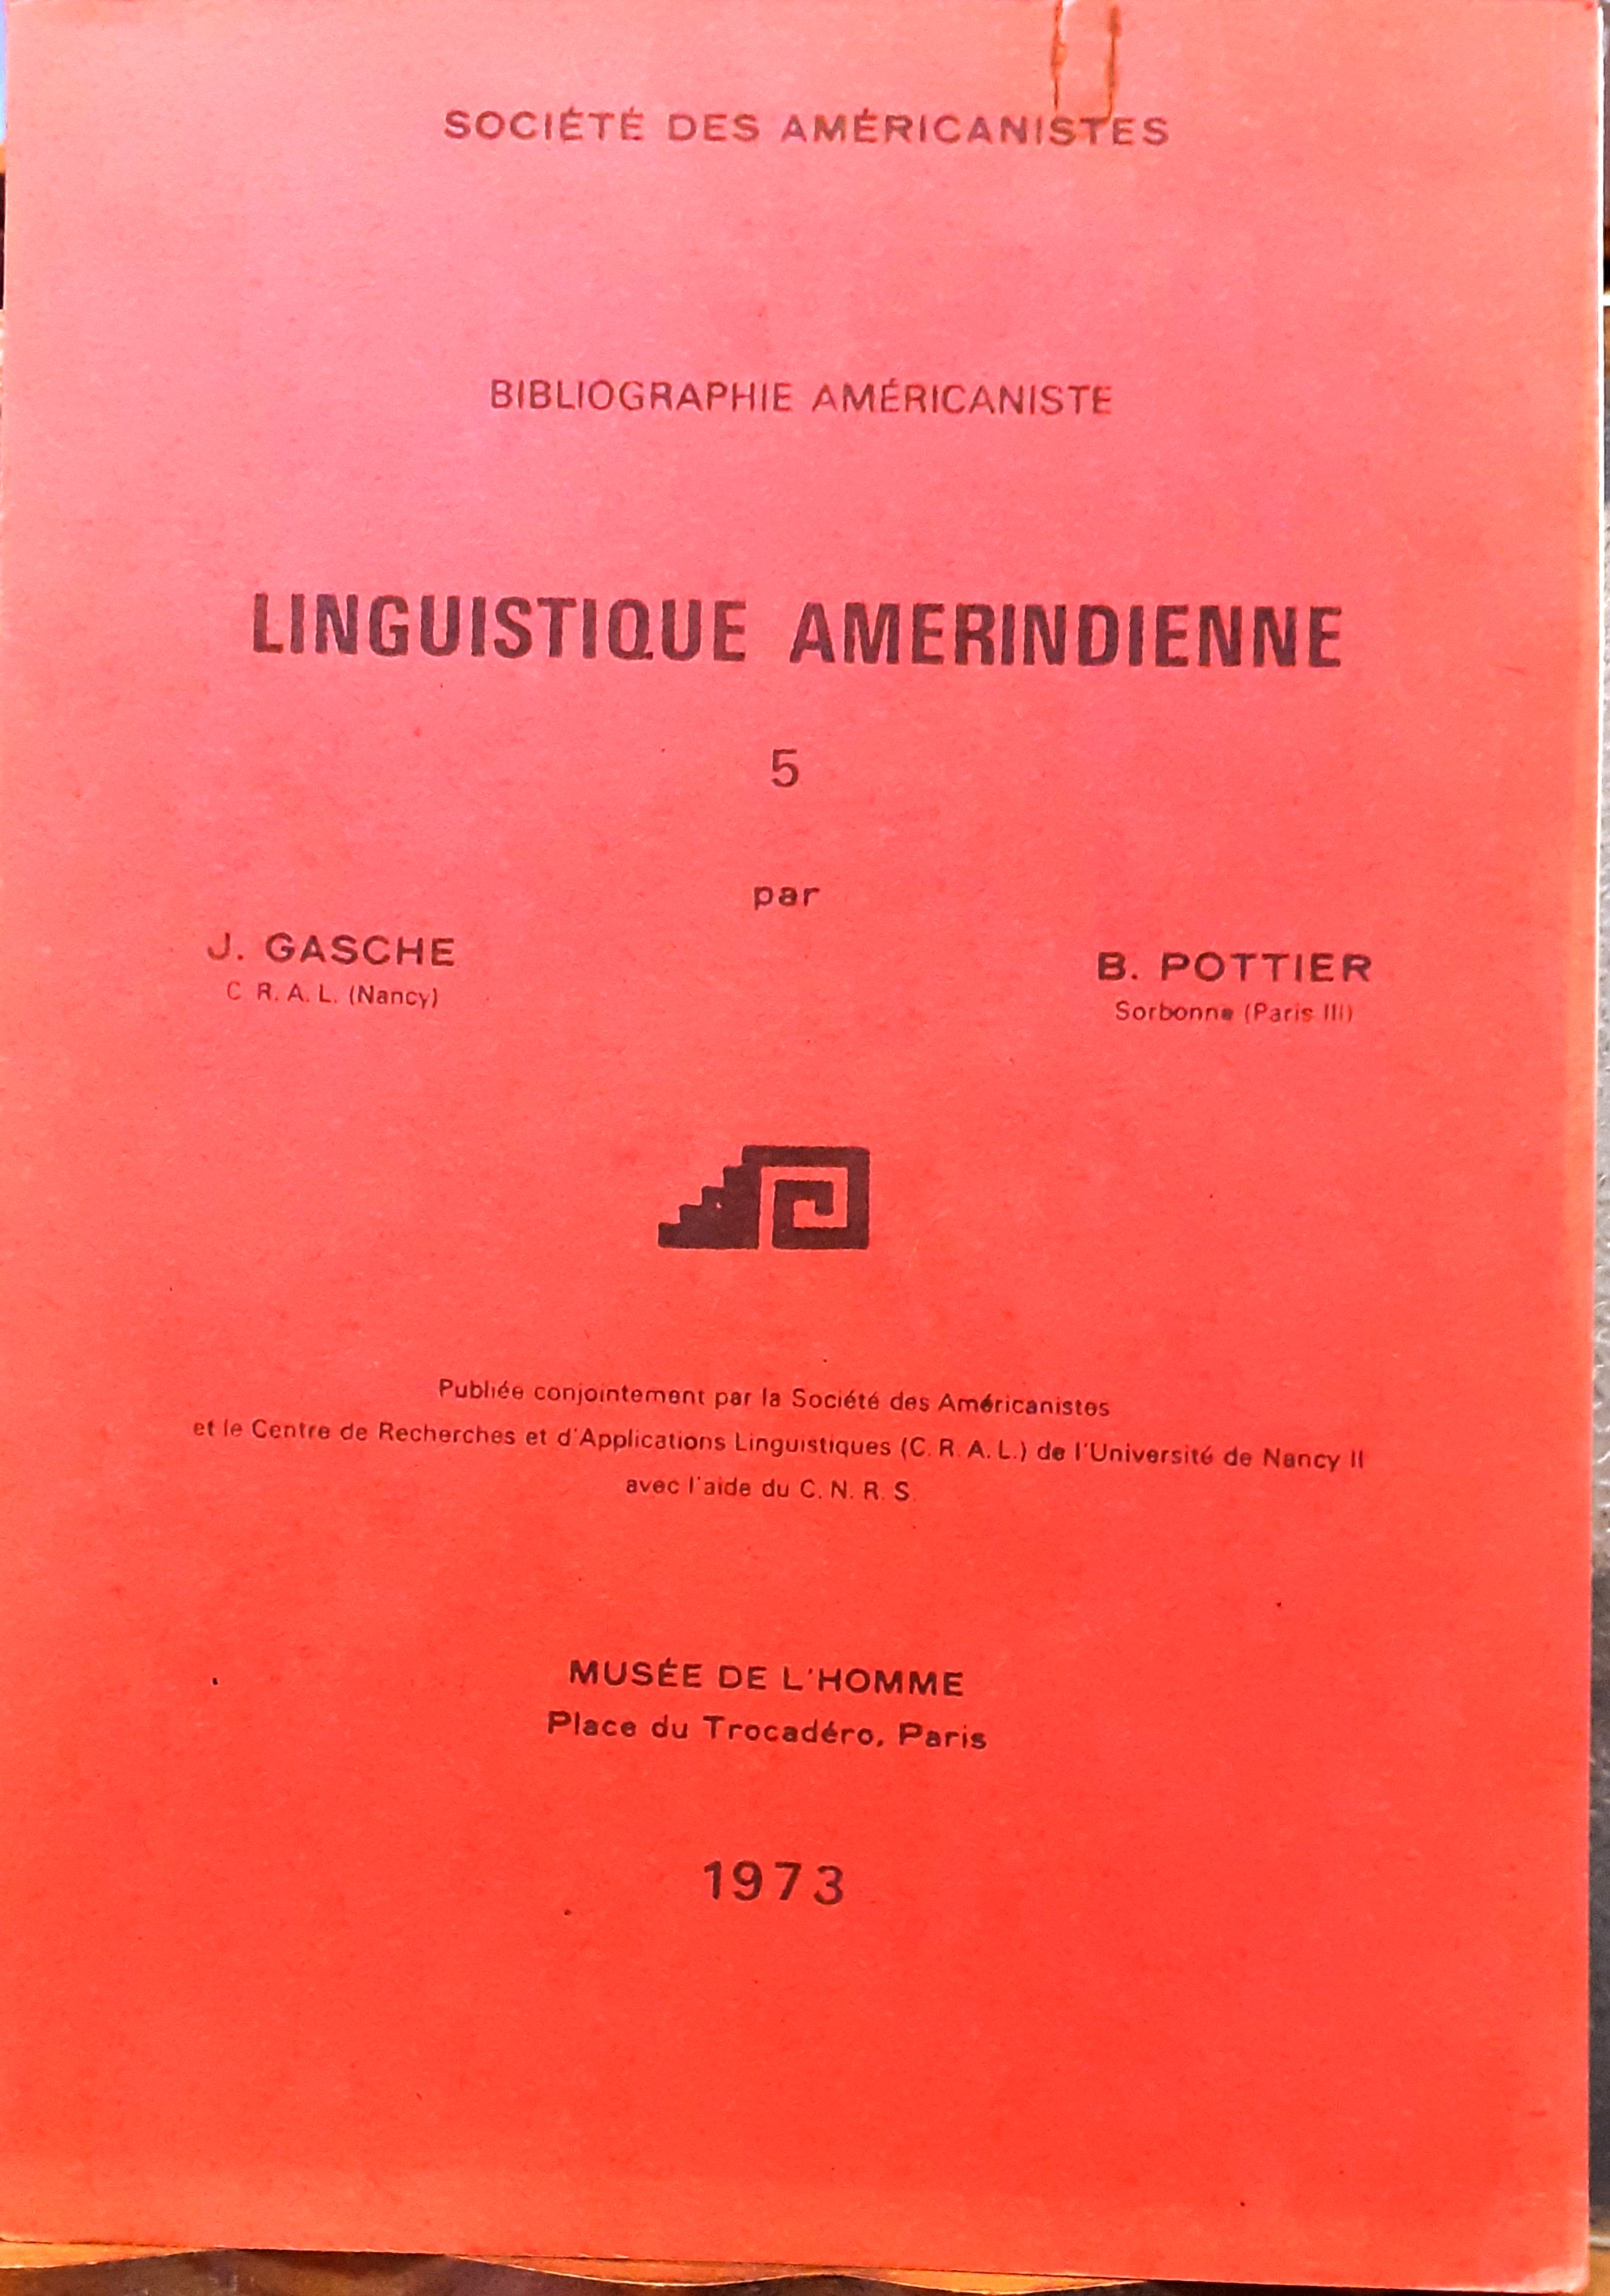 SOCIÉTÉ DES AMÉRICANISTES
BIBLIOGRAPHIE AMÉRICANISTE
LINGUISTIQUE AMERINDIENNE
5
par
J. GASCHE
C R. A. L. (Nancy)
B. POTTIER
Sorbonne (Paris III)
Publiée conjointement par la Société des Américanistes
et le Centre de Recherches et d'Applications Linguistiques (C. R. A. L.) de l'Université de Nancy II
avec l'aide du C. N. R. S.
MUSÉE DE L'HOMME
Place du Trocadéro, Paris
1973